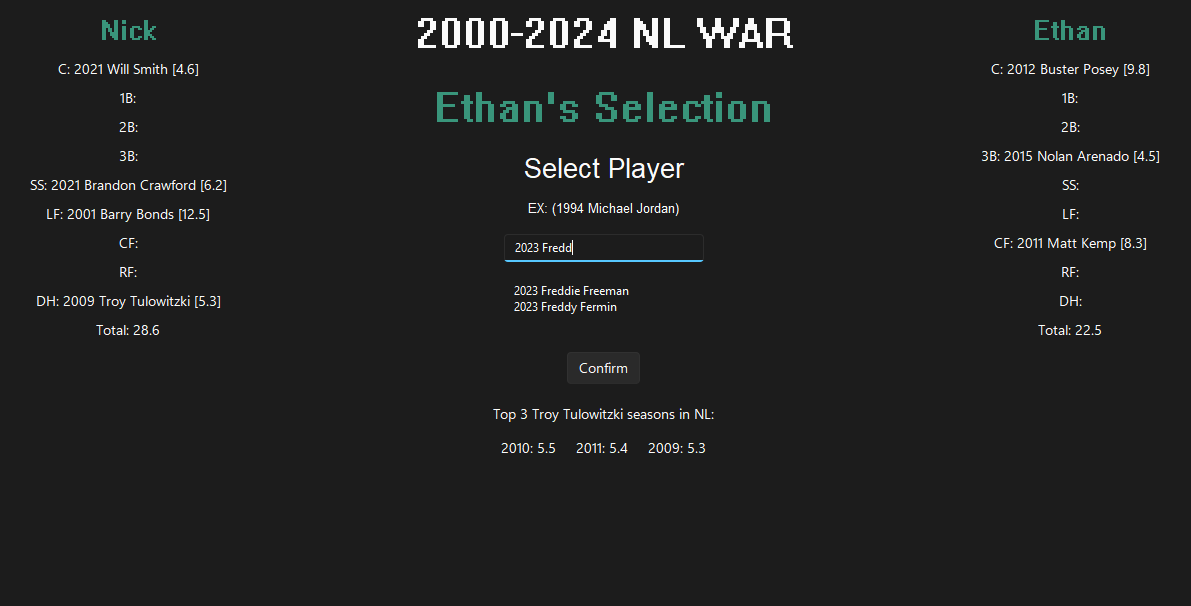 2000-2024 NL WAR
Nick
C: 2021 Will Smith [4.6]
1B:
2B:
3B:
SS: 2021 Brandon Crawford [6.2]
LF: 2001 Barry Bonds [12.5]
CF:
RF:
DH: 2009 Troy Tulowitzki [5.3]
Total: 28.6
Ethan's Selection
Select Player
EX: (1994 Michael Jordan)
2023 Fredd
2023 Freddie Freeman
2023 Freddy Fermin
Confirm
Top 3 Troy Tulowitzki seasons in NL:
2010: 5.5 2011: 5.4 2009: 5.3
Ethan
C: 2012 Buster Posey [9.8]
1B:
2B:
3B: 2015 Nolan Arenado [4.5]
SS:
LF:
CF: 2011 Matt Kemp [8.3]
RF:
DH:
Total: 22.5